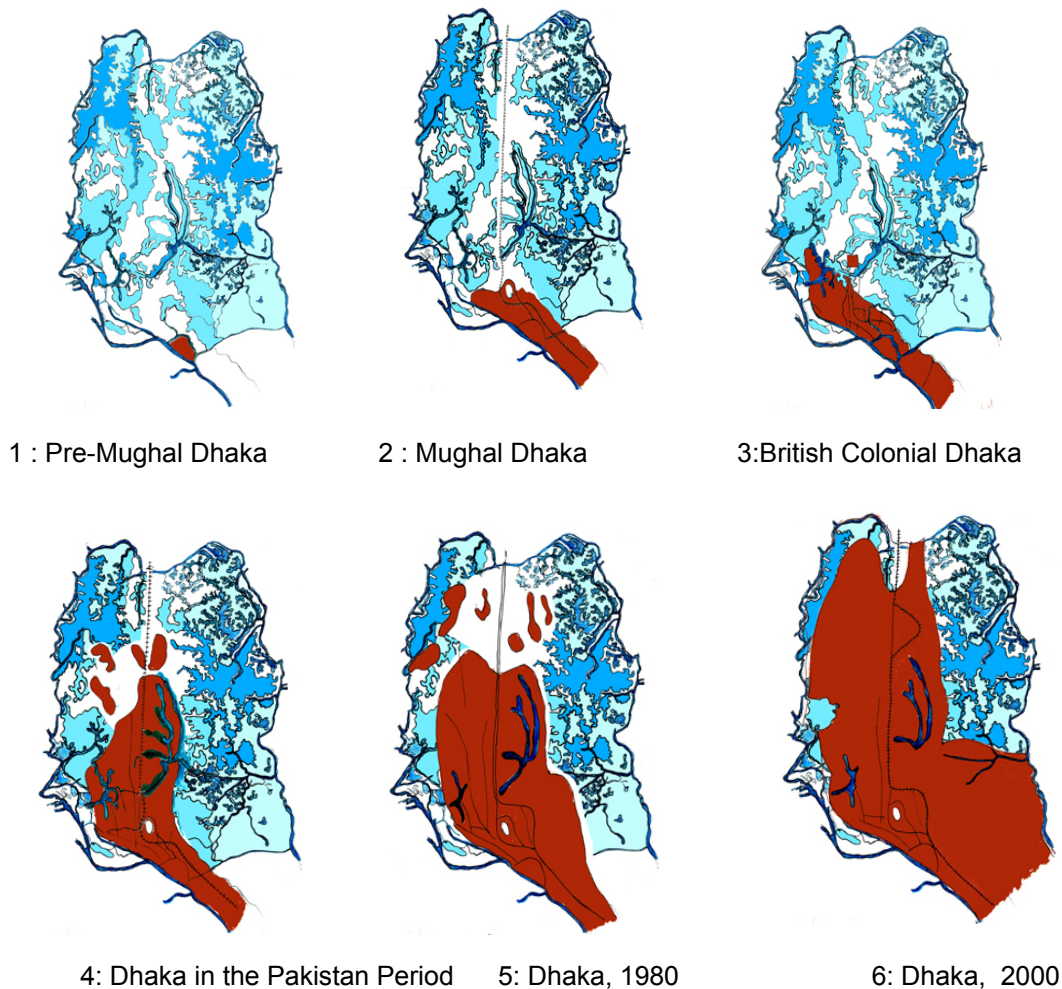 1 : Pre-Mughal Dhaka 2 : Mughal Dhaka 3:British Colonial Dhaka
4: Dhaka in the Pakistan Period 5: Dhaka, 1980 6: Dhaka, 2000